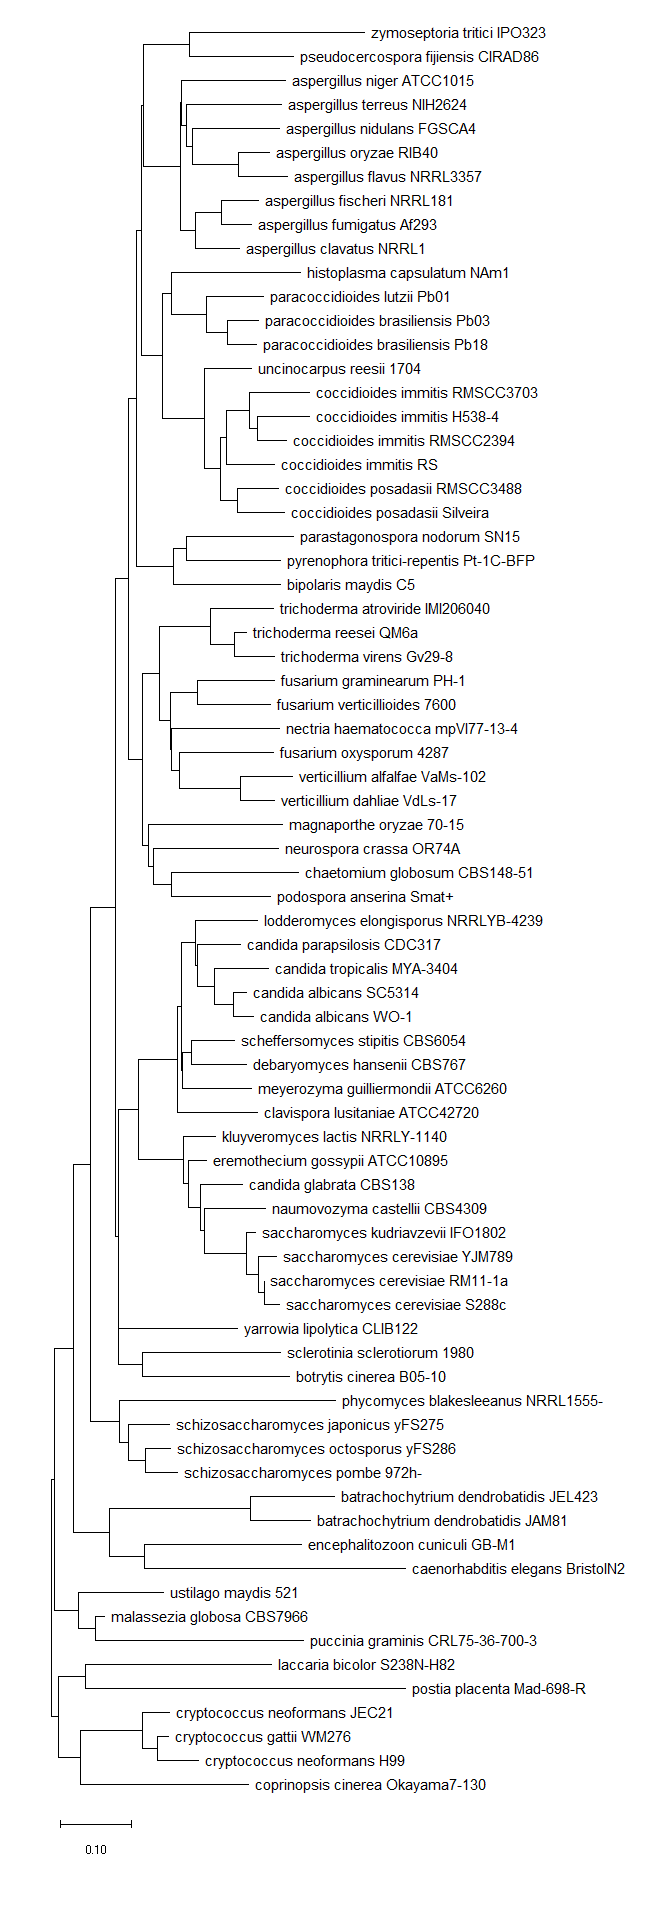 zymoseptoria tritici IPO323
pseudocercospora fijiensis CIRAD86
aspergillus niger ATCC1015
aspergillus terreus NIH2624
aspergillus nidulans FGSCA4
aspergillus oryzae RIB40
aspergillus flavus NRRL3357
aspergillus fischeri NRRL181
aspergillus fumigatus Af293
aspergillus clavatus NRRL1
histoplasma capsulatum NAm1
paracoccidioides lutzii Pb01
paracoccidioides brasiliensis Pb03
paracoccidioides brasiliensis Pb18
uncinocarpus reesii 1704
coccidioides immitis RMSCC3703
coccidioides immitis H538-4
coccidioides immitis RMSCC2394
coccidioides immitis RS
coccidioides posadasii RMSCC3488
coccidioides posadasii Silveira
parastagonospora nodorum SN15
pyrenophora tritici-repentis Pt-1C-BFP
bipolaris maydis C5
trichoderma atroviride IMI206040
trichoderma reesei QM6a
trichoderma virens Gv29-8
fusarium graminearum PH-1
fusarium verticillioides 7600
nectria haematococca mpVI77-13-4
fusarium oxysporum 4287
verticillium alfalfae VaMs-102
verticillium dahliae VdLs-17
magnaporthe oryzae 70-15
neurospora crassa OR74A
chaetomium globosum CBS148-51
podospora anserina Smat+
lodderomyces elongisporus NRRLYB-4239
candida parapsilosis CDC317
candida tropicalis MYA-3404
candida albicans SC5314
candida albicans WO-1
scheffersomyces stipitis CBS6054
debaryomyces hansenii CBS767
meyerozyma guilliermondii ATCC6260
clavispora lusitaniae ATCC42720
kluyveromyces lactis NRRLY-1140
eremothecium gossypii ATCC10895
candida glabrata CBS138
naumovozyma castellii CBS4309
saccharomyces kudriavzevii IFO1802
saccharomyces cerevisiae YJM789
saccharomyces cerevisiae RM11-1a
saccharomyces cerevisiae S288c
yarrowia lipolytica CLIB122
sclerotinia sclerotiorum 1980
botrytis cinerea B05-10
phycomyces blakesleeanus NRRL1555-
schizosaccharomyces japonicus yFS275
schizosaccharomyces octosporus yFS286
schizosaccharomyces pombe 972h-
batrachochytrium dendrobatidis JEL423
batrachochytrium dendrobatidis JAM81
encephalitozoon cuniculi GB-M1
caenorhabditis elegans BristolN2
ustilago maydis 521
malassezia globosa CBS7966
puccinia graminis CRL75-36-700-3
laccaria bicolor S238N-H82
postia placenta Mad-698-R
cryptococcus neoformans JEC21
cryptococcus gattii WM276
cryptococcus neoformans H99
coprinopsis cinerea Okayama7-130
0.10